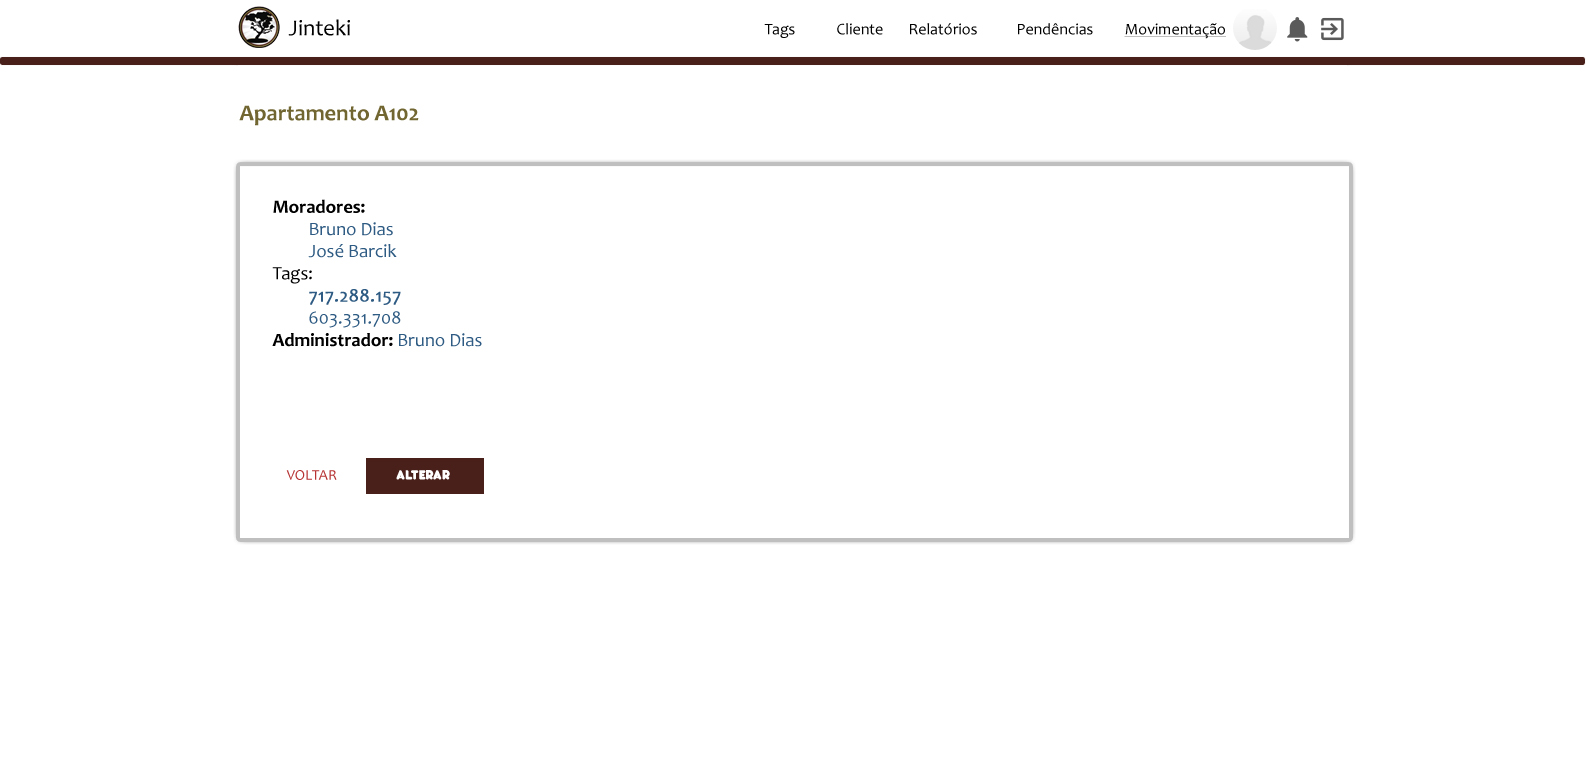 Jinteki
Tags Cliente Relatórios Pendências Movimentação
Apartamento A102
Moradores:
Bruno Dias
José Barcik
Tags:
717.288.157
603.331.708
Administrador: Bruno Dias
VOLTAR ALTERAR